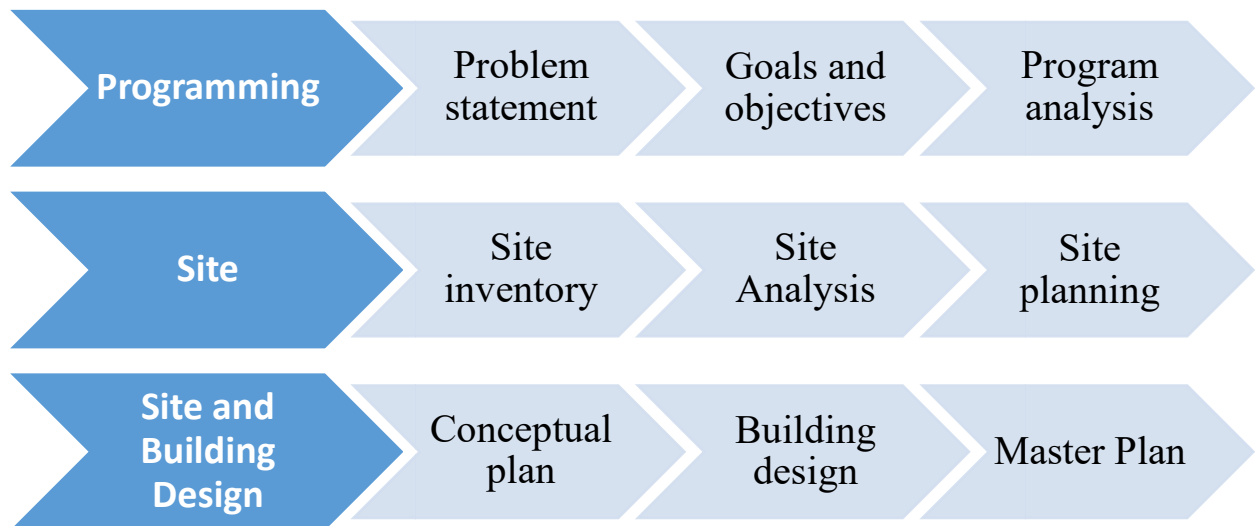 Programming
Problem
statement
Goals and
objectives
Program
analysis
Site
Site
inventory
Site
Analysis
Site
planning
Site and
Building
Design
Conceptual
plan
Building
design
Master Plan